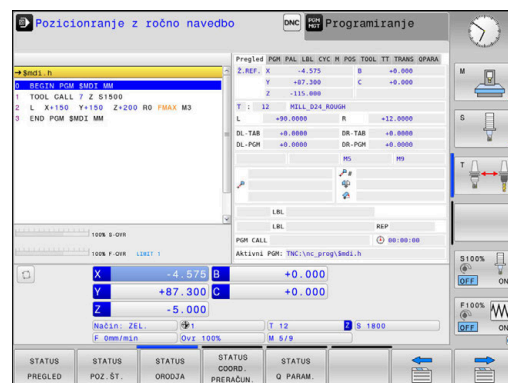 Pozicionranje z ročno navedbo
DNC
PGM
MGT
Programiranje
→$mdi.h
0 BEGIN PGM $MDI MM
1 TOOL CALL 7 Z S1500
2 L X+150 Y+150 Z+200 R0 FMAX M3
3 END PGM $MDI MM
100% S-OVR
100% F-OVR LIMIT 1
Pregled PGM PAL LBL CYC M POS TOOL TT TRANS QPARA
Ž.REF. X -4.575 B +0.000
Y +87.300 C +0.000
Z -115.000
T : 12 MILL_D24_ROUGH
L +90.0000 R +12.0000
DL-TAB +0.0000 DR-TAB +0.0000
DL-PGM +0.0000 DR-PGM +0.0000
M5 M9
LBL
LBL REP
PGM CALL 00:00:00
Aktivni PGM: TNC:\nc_prog\$mdi.h
X -4.575 B +0.000
Y +87.300 C +0.000
Z -5.000
Način: ŽEL. T 12 Z S 1800
F 0mm/min Ovr 100% M 5/9
M
S
T
S100%
OFF ON
F100%
OFF ON
STATUS PREGLED
STATUS POZ.ŠT.
STATUS ORODJA
STATUS COORD. PRERAČUN.
STATUS Q PARAM.